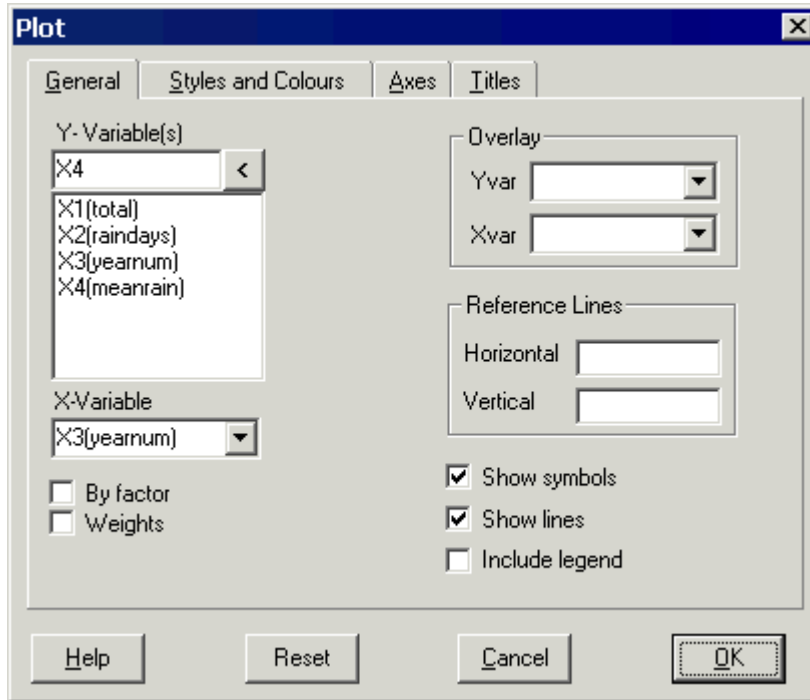 Plot
General Styles and Colours Axes Titles
Y- Variable(s)
X4 <
X1(total)
X2(raindays)
X3(yearnum)
X4(meanrain)
X-Variable
X3(yearnum)
By factor
Weights
Overlay
Yvar
Xvar
Reference Lines
Horizontal
Vertical
Show symbols
Show lines
Include legend
Help Reset Cancel OK